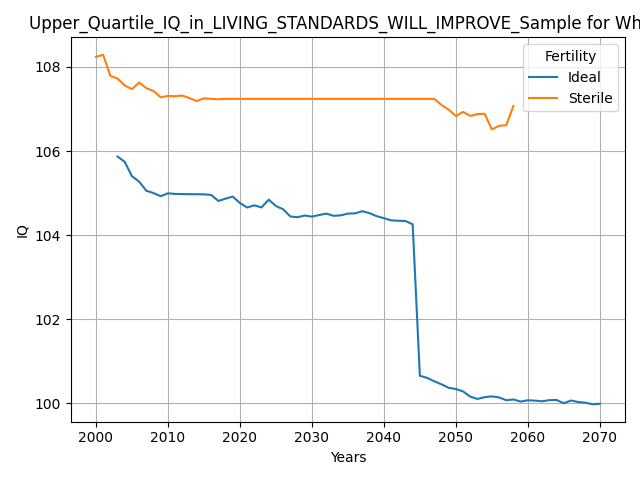 Upper_Quartile_IQ_in_LIVING_STANDARDS_WILL_IMPROVE_Sample for Wh
Fertility
Ideal
Sterile
108
106
104
102
100
IQ
2000 2010 2020 2030 2040 2050 2060 2070
Years